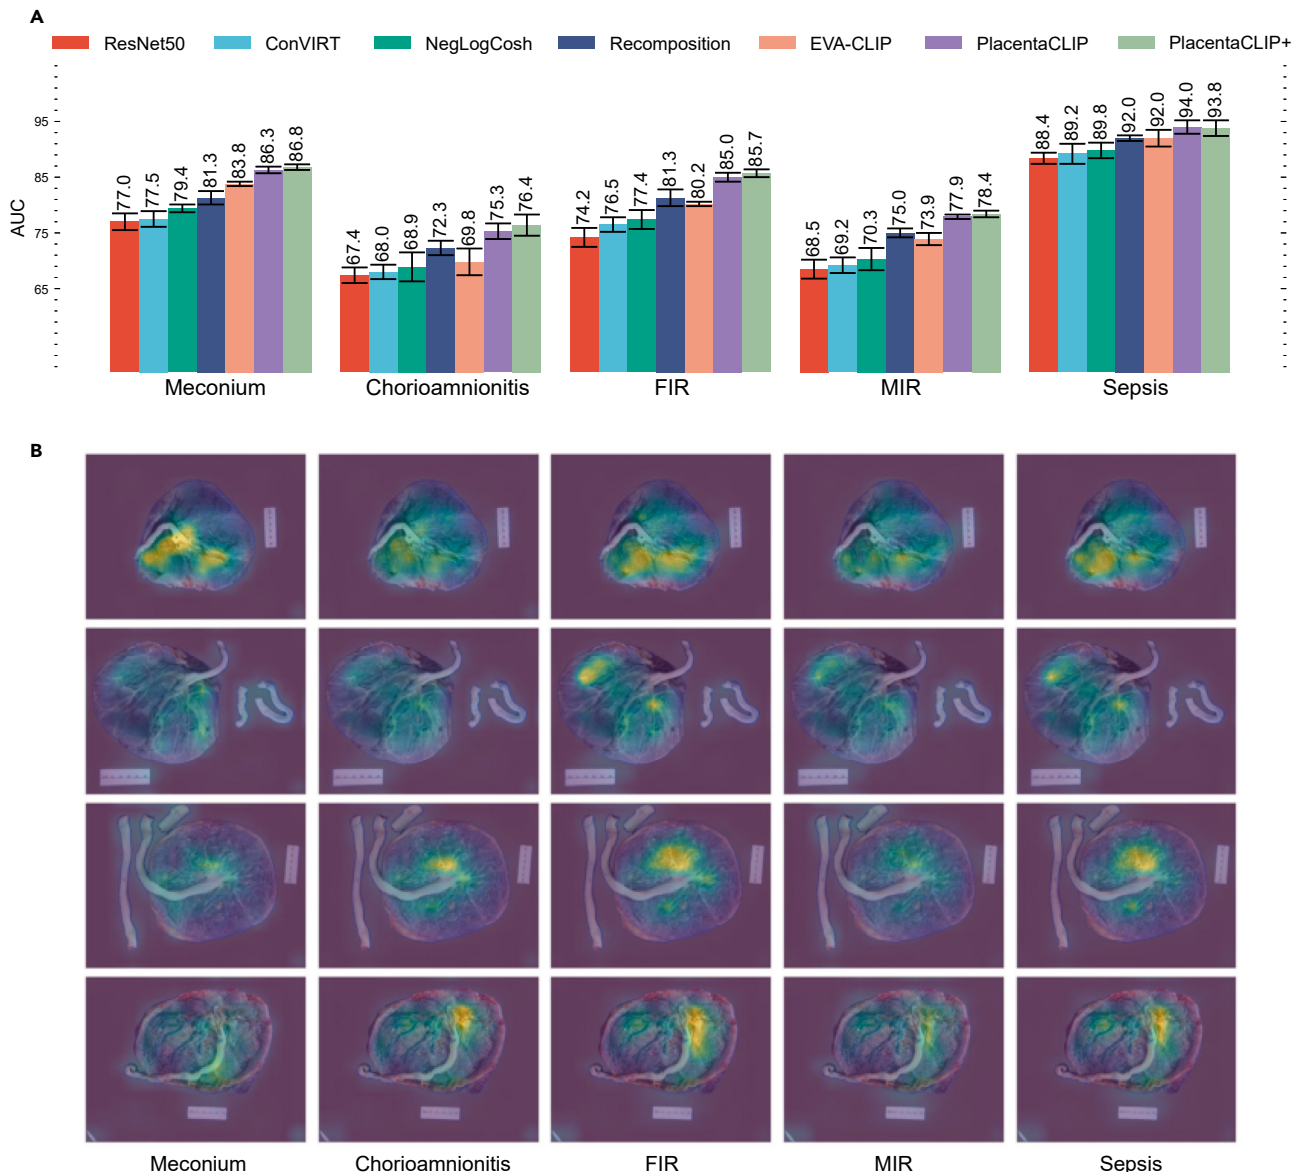 A
ResNet50 ConVIRT NegLogCosh Recomposition EVA-CLIP PlacentaCLIP PlacentaCLIP+
AUC
95
85
75
65
77.0 77.5 79.4 81.3 83.8 86.3 86.8
67.4 68.0 68.9 72.3 69.8 75.3 76.4
74.2 76.5 77.4 81.3 80.2 85.0 85.7
68.5 69.2 70.3 75.0 73.9 77.9 78.4
88.4 89.2 89.8 92.0 92.0 94.0 93.8
Meconium Chorioamnionitis FIR MIR Sepsis
B
Meconium Chorioamnionitis FIR MIR Sepsis